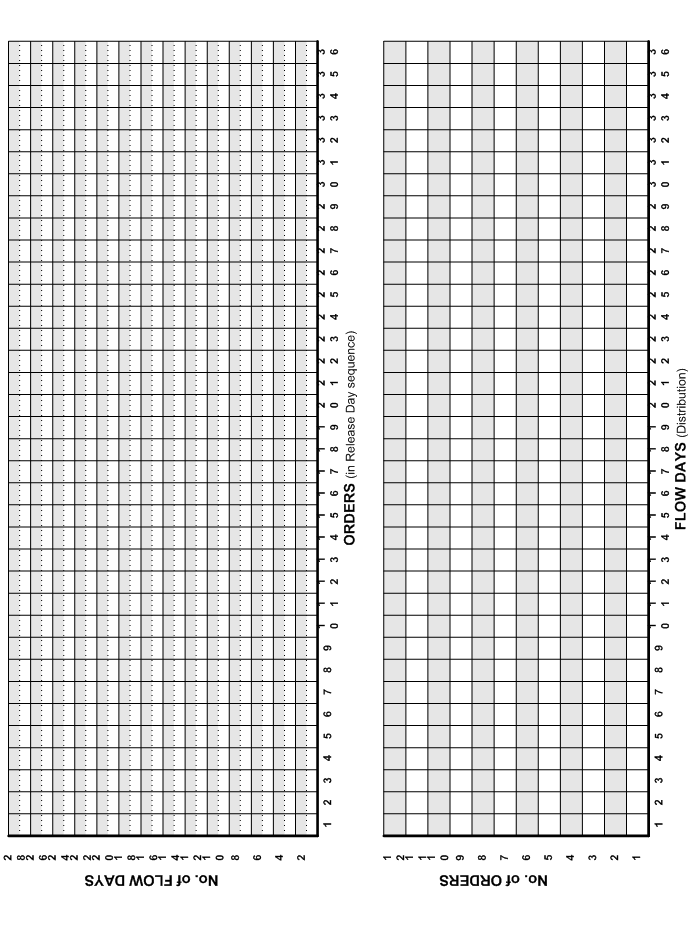 No. of FLOW DAYS
28 26 24 22 20 18 16 14 12 10 8 6 4 2
1 2 3 4 5 6 7 8 9 10 11 12 13 14 15 16 17 18 19 20 21 22 23 24 25 26 27 28 29 30 31 32 33 34 35 36
ORDERS (in Release Day sequence)
No. of ORDERS
12 11 10 9 8 7 6 5 4 3 2 1
1 2 3 4 5 6 7 8 9 10 11 12 13 14 15 16 17 18 19 20 21 22 23 24 25 26 27 28 29 30 31 32 33 34 35 36
FLOW DAYS (Distribution)